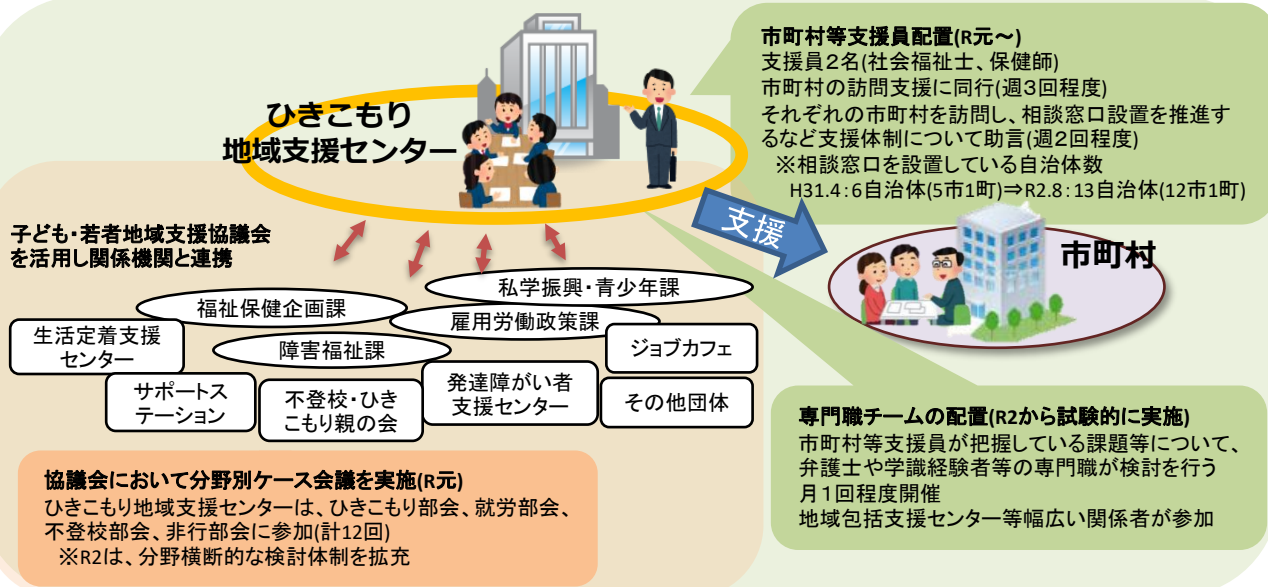 ひきこもり
地域支援センター
市町村等支援員配置(R元～)
支援員2名(社会福祉士、保健師)
市町村の訪問支援に同行(週3回程度)
それぞれの市町村を訪問し、相談窓口設置を推進す
るなど支援体制について助言(週2回程度)
※相談窓口を設置している自治体数
H31.4：6自治体(5市1町)⇒R2.8：13自治体(12市1町)
支援
市町村
子ども・若者地域支援協議会
を活用し関係機関と連携
私学振興・青少年課
福祉保健企画課
雇用労働政策課
生活定着支援
センター
障害福祉課
ジョブカフェ
サポートス
テーション
不登校・ひき
こもり親の会
発達障がい者
支援センター
その他団体
専門職チームの配置(R2から試験的に実施)
市町村等支援員が把握している課題等について、
弁護士や学識経験者等の専門職が検討を行う
月1回程度開催
地域包括支援センター等幅広い関係者が参加
協議会において分野別ケース会議を実施(R元)
ひきこもり地域支援センターは、ひきこもり部会、就労部会、
不登校部会、非行部会に参加(計12回)
※R2は、分野横断的な検討体制を拡充